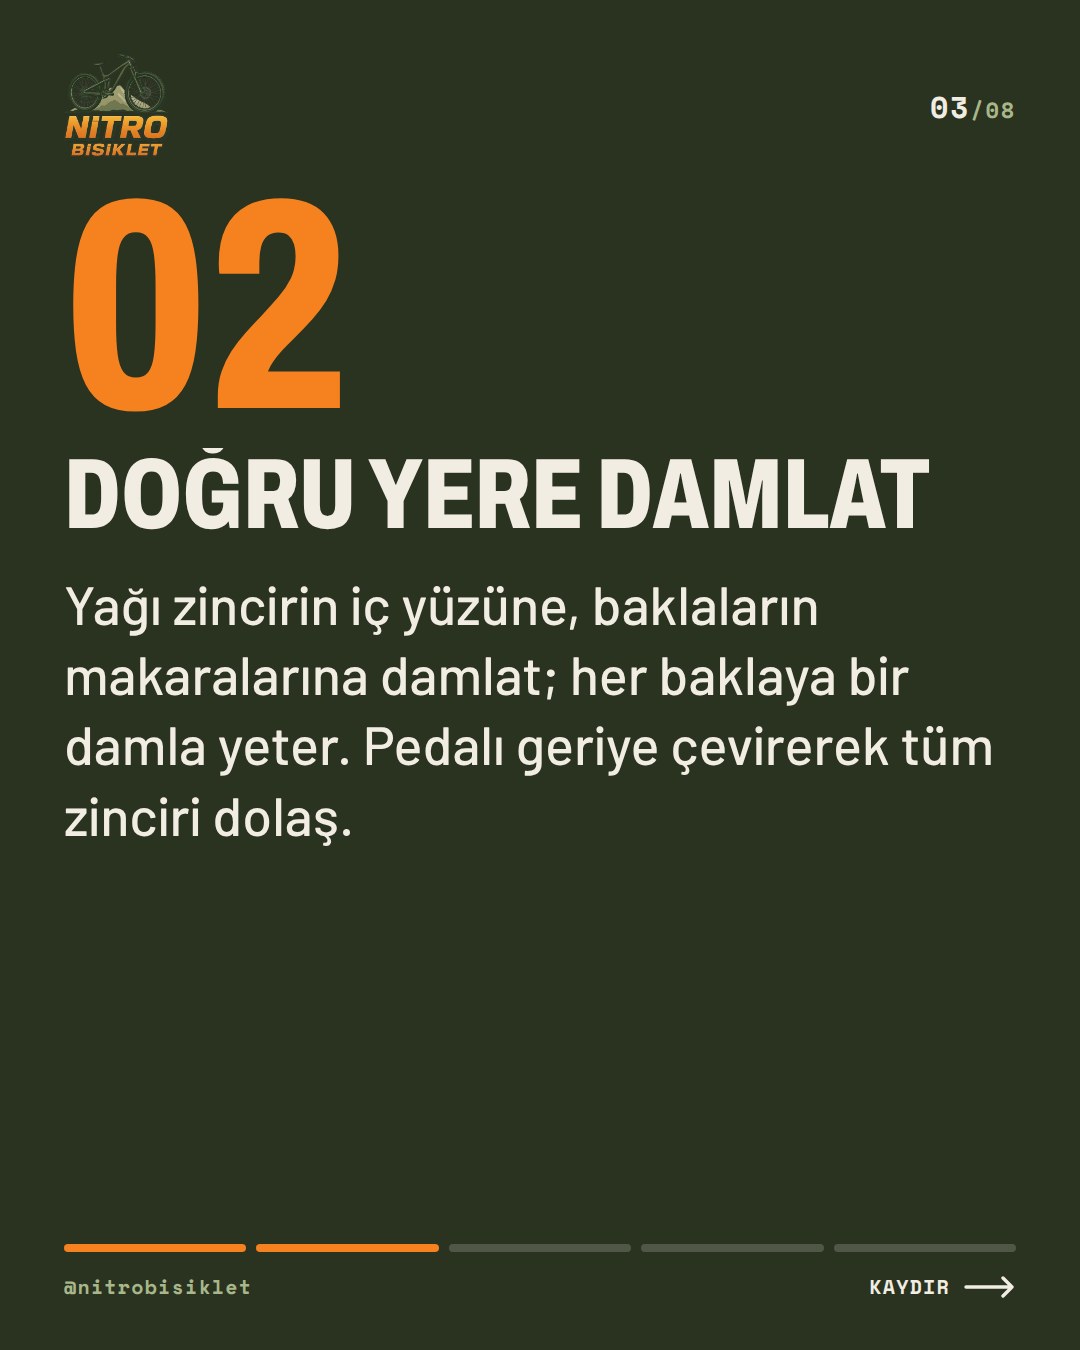 NiTRO
BISIKLET
03/08
02
DOĞRU YERE DAMLAT
Yağı zincirin iç yüzüne, baklaların
makaralarına damlat; her baklaya bir
damla yeter. Pedalı geriye çevirerek tüm
zinciri dolaş.
@nitrobisiklet
KAYDIR